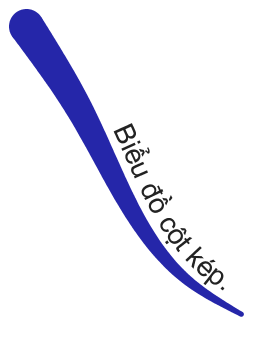 Biểu đồ cột kép.